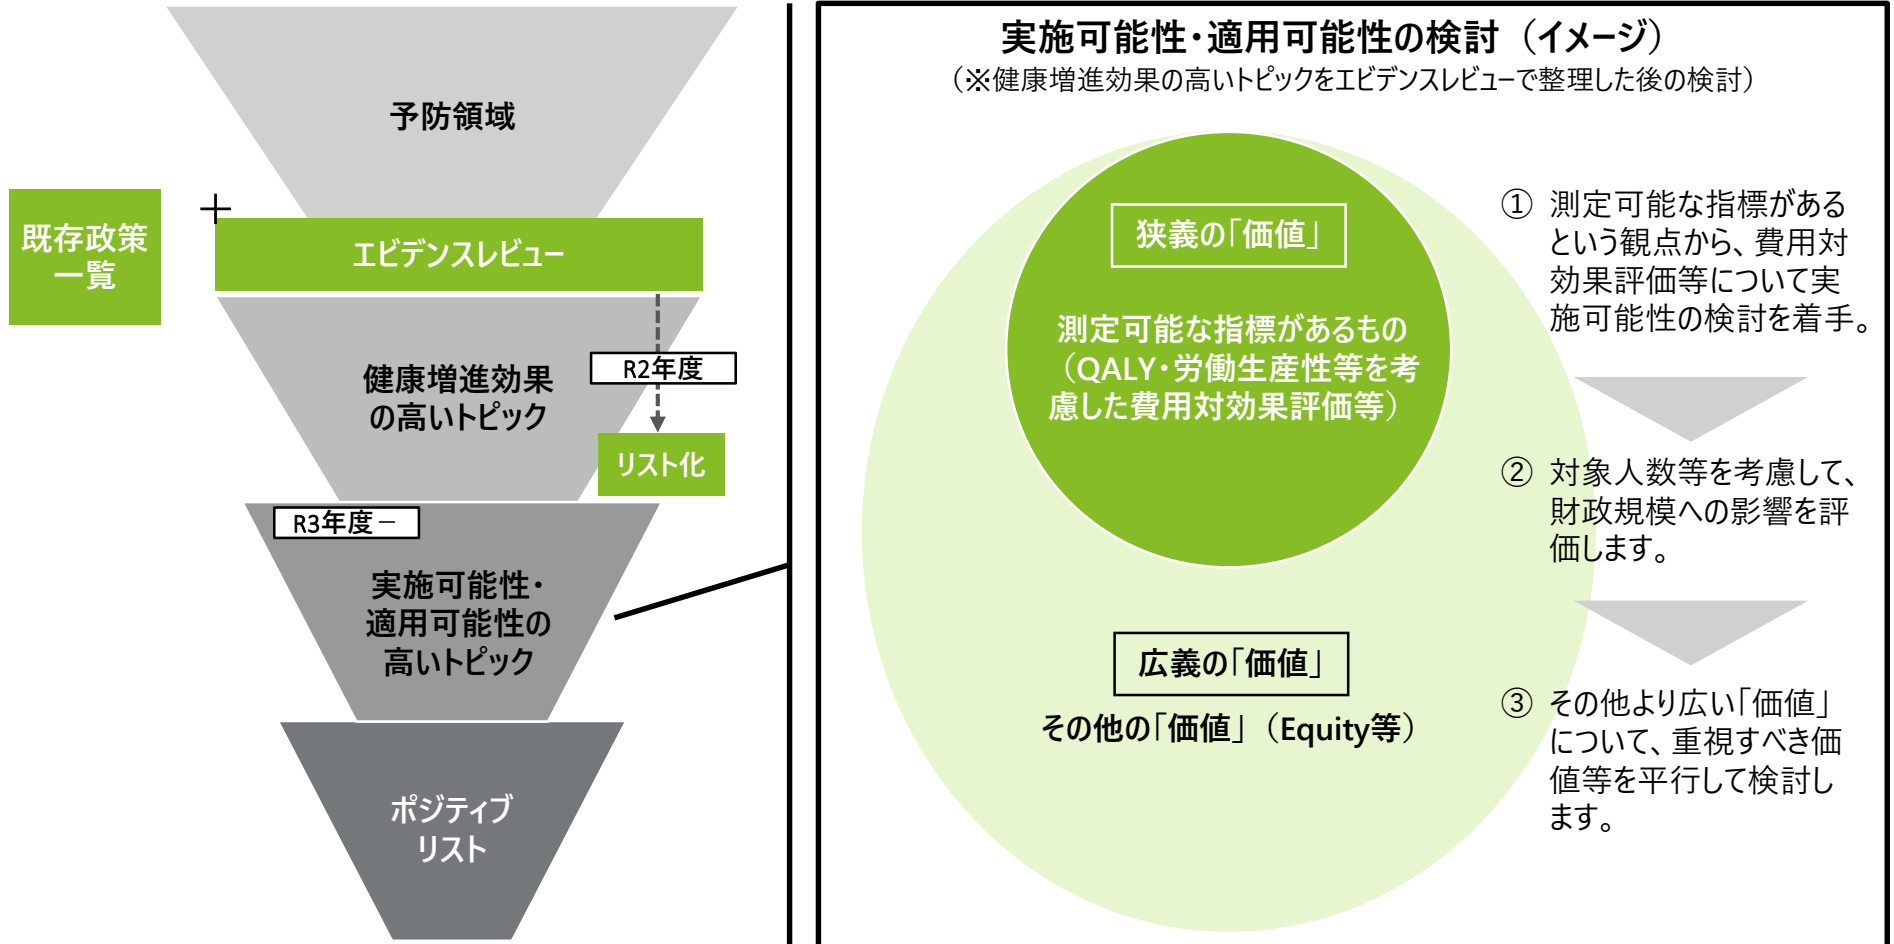 予防領域
既存政策
一覧
エビデンスレビュー
健康増進効果
の高いトピック
R2年度
リスト化
R3年度－
実施可能性・
適用可能性の
高いトピック
ポジティブ
リスト
実施可能性・適用可能性の検討（イメージ）
（※健康増進効果の高いトピックをエビデンスレビューで整理した後の検討）
狭義の「価値」
測定可能な指標があるもの
（QALY・労働生産性等を考
慮した費用対効果評価等）
広義の「価値」
その他の「価値」（Equity等）
① 測定可能な指標がある
という観点から、費用対
効果評価等について実
施可能性の検討を着手。
② 対象人数等を考慮して、
財政規模への影響を評
価します。
③ その他より広い「価値」
について、重視すべき価
値等を平行して検討し
ます。